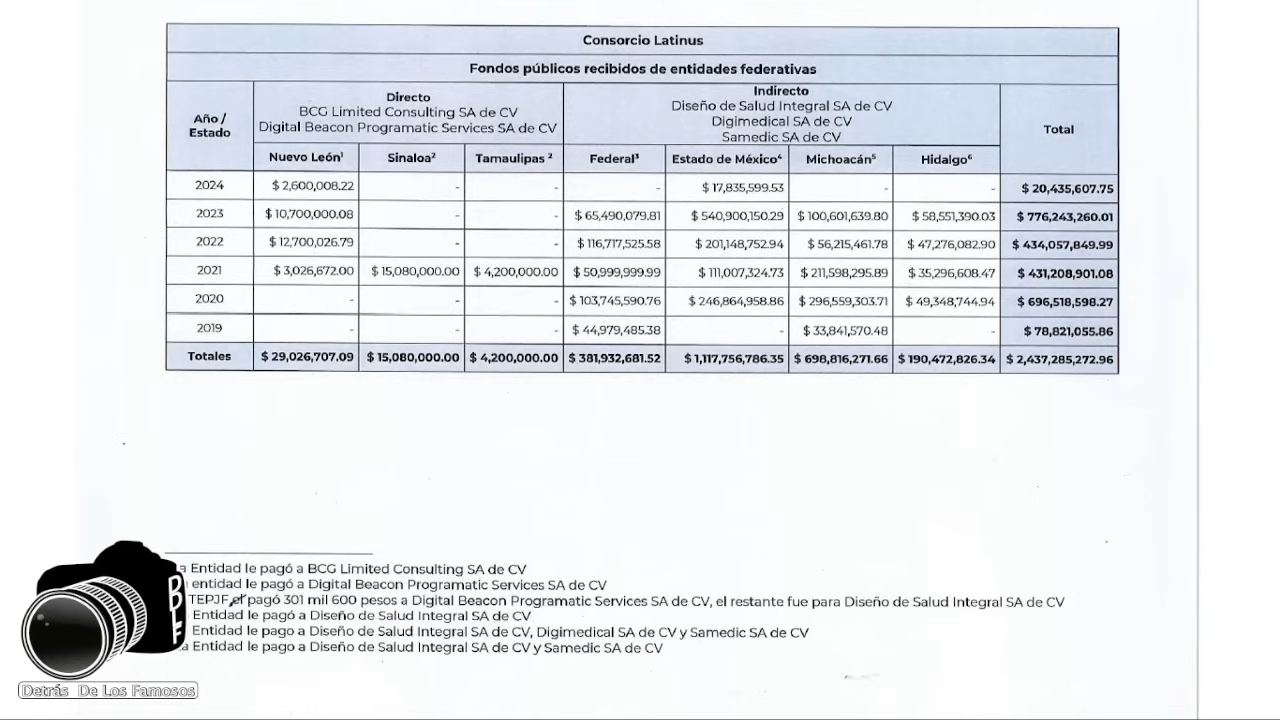 Consorcio Latinus
Fondos públicos recibidos de entidades federativas
Año / Estado
Directo
BCG Limited Consulting SA de CV
Digital Beacon Programatic Services SA de CV
Indirecto
Diseño de Salud Integral SA de CV
Digimedical SA de CV
Samedic SA de CV
Total
Nuevo León¹ Sinaloa² Tamaulipas ² Federal³ Estado de México⁴ Michoacán⁵ Hidalgo⁶
2024 $ 2,600,008.22 - - - $ 17,835,599.53 - - $ 20,435,607.75
2023 $ 10,700,000.08 - - $ 65,490,079.81 $ 540,900,150.29 $ 100,601,639.80 $ 58,551,390.03 $ 776,243,260.01
2022 $ 12,700,026.79 - - $ 116,717,525.58 $ 201,148,752.94 $ 56,215,461.78 $ 47,276,082.90 $ 434,057,849.99
2021 $ 3,026,672.00 $ 15,080,000.00 $ 4,200,000.00 $ 50,999,999.99 $ 111,007,324.73 $ 211,598,295.89 $ 35,296,608.47 $ 431,208,901.08
2020 - - - $ 103,745,590.76 $ 246,864,958.86 $ 296,559,303.71 $ 49,348,744.94 $ 696,518,598.27
2019 - - - $ 44,979,485.38 - $ 33,841,570.48 - $ 78,821,055.86
Totales $ 29,026,707.09 $ 15,080,000.00 $ 4,200,000.00 $ 381,932,681.52 $ 1,117,756,786.35 $ 698,816,271.66 $ 190,472,826.34 $ 2,437,285,272.96
a Entidad le pagó a BCG Limited Consulting SA de CV
entidad le pagó a Digital Beacon Programatic Services SA de CV
TEPJF, pagó 301 mil 600 pesos a Digital Beacon Programatic Services SA de CV, el restante fue para Diseño de Salud Integral SA de CV
Entidad le pagó a Diseño de Salud Integral SA de CV
Entidad le pago a Diseño de Salud Integral SA de CV, Digimedical SA de CV y Samedic SA de CV
a Entidad le pago a Diseño de Salud Integral SA de CV y Samedic SA de CV
Detrás De Los Famosos